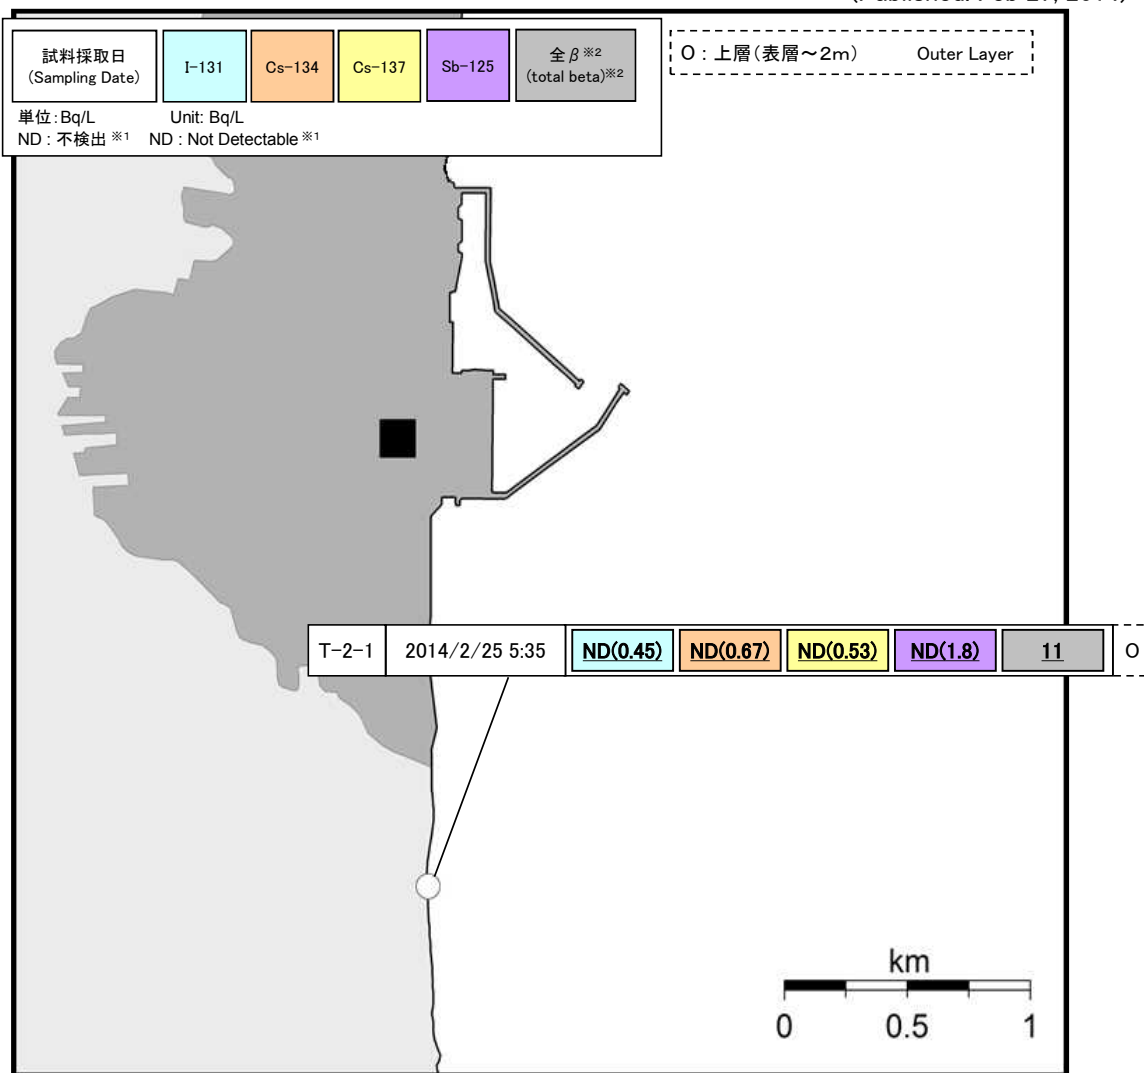 試料採取日
(Sampling Date)
I-131
Cs-134
Cs-137
Sb-125
全β※2
(total beta)※2
単位:Bq/L Unit: Bq/L
ND : 不検出 ※1 ND : Not Detectable ※1
O : 上層(表層～2m) Outer Layer
T-2-1 2014/2/25 5:35 ND(0.45) ND(0.67) ND(0.53) ND(1.8) 11 O
km
0 0.5 1